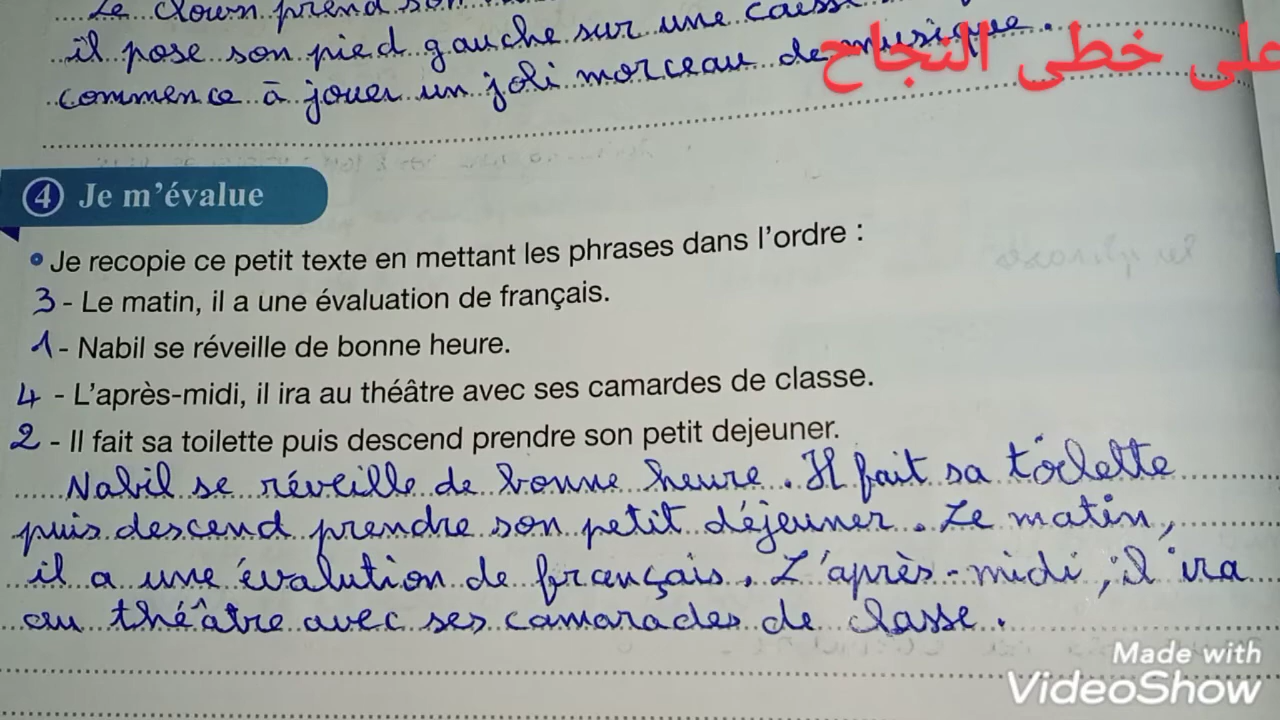 Le clown prend son
il pose son pied gauche sur une caisse
commence à jouer un joli morceau de musique.
على خطى النجاح
4 Je m'évalue
• Je recopie ce petit texte en mettant les phrases dans l'ordre :
3 - Le matin, il a une évaluation de français.
1 - Nabil se réveille de bonne heure.
4 - L'après-midi, il ira au théâtre avec ses camardes de classe.
2 - Il fait sa toilette puis descend prendre son petit dejeuner.
Nabil se réveille de bonne heure. Il fait sa
puis descend prendre son petit déjeuner. Le matin,
il a une évalution de français. L'après-midi, il ira
au théâtre avec ses camarades de classe.
Made with
VideoShow